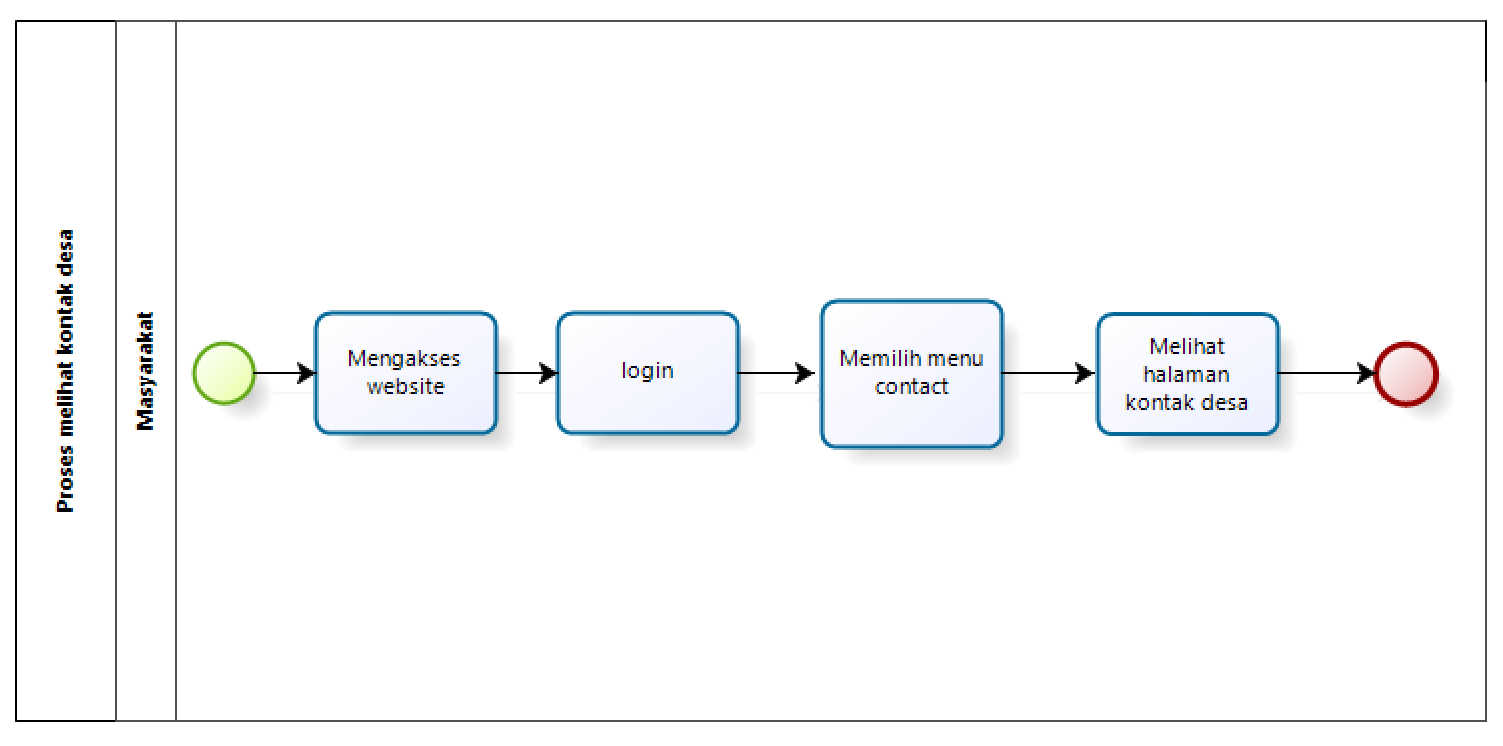 Proses melihat kontak desa
Masyarakat
Mengakses
website
login
Memilih menu
contact
Melihat
halaman
kontak desa